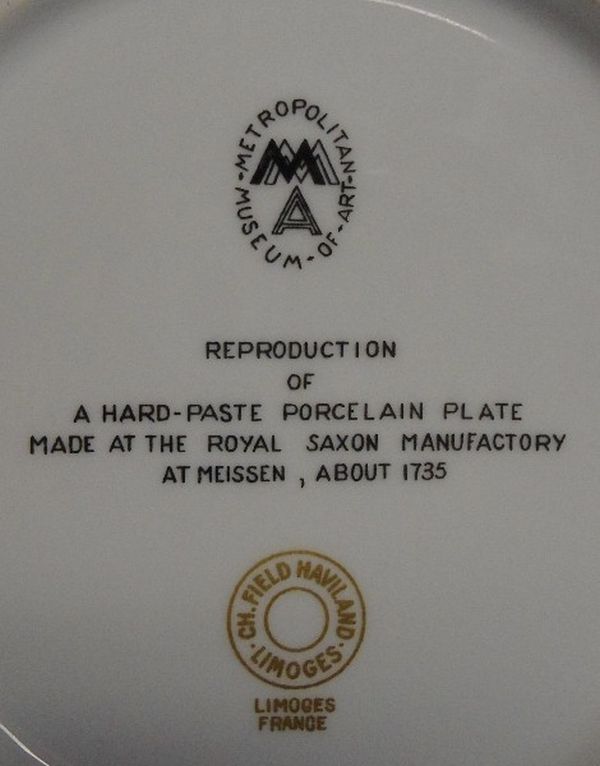 METROPOLITAN-MUSEUM-OF-ART-
MMA
REPRODUCTION
OF
A HARD-PASTE PORCELAIN PLATE
MADE AT THE ROYAL SAXON MANUFACTORY
AT MEISSEN , ABOUT 1735
CH. FIELD HAVILAND
·LIMOGES·
LIMOGES
FRANCE